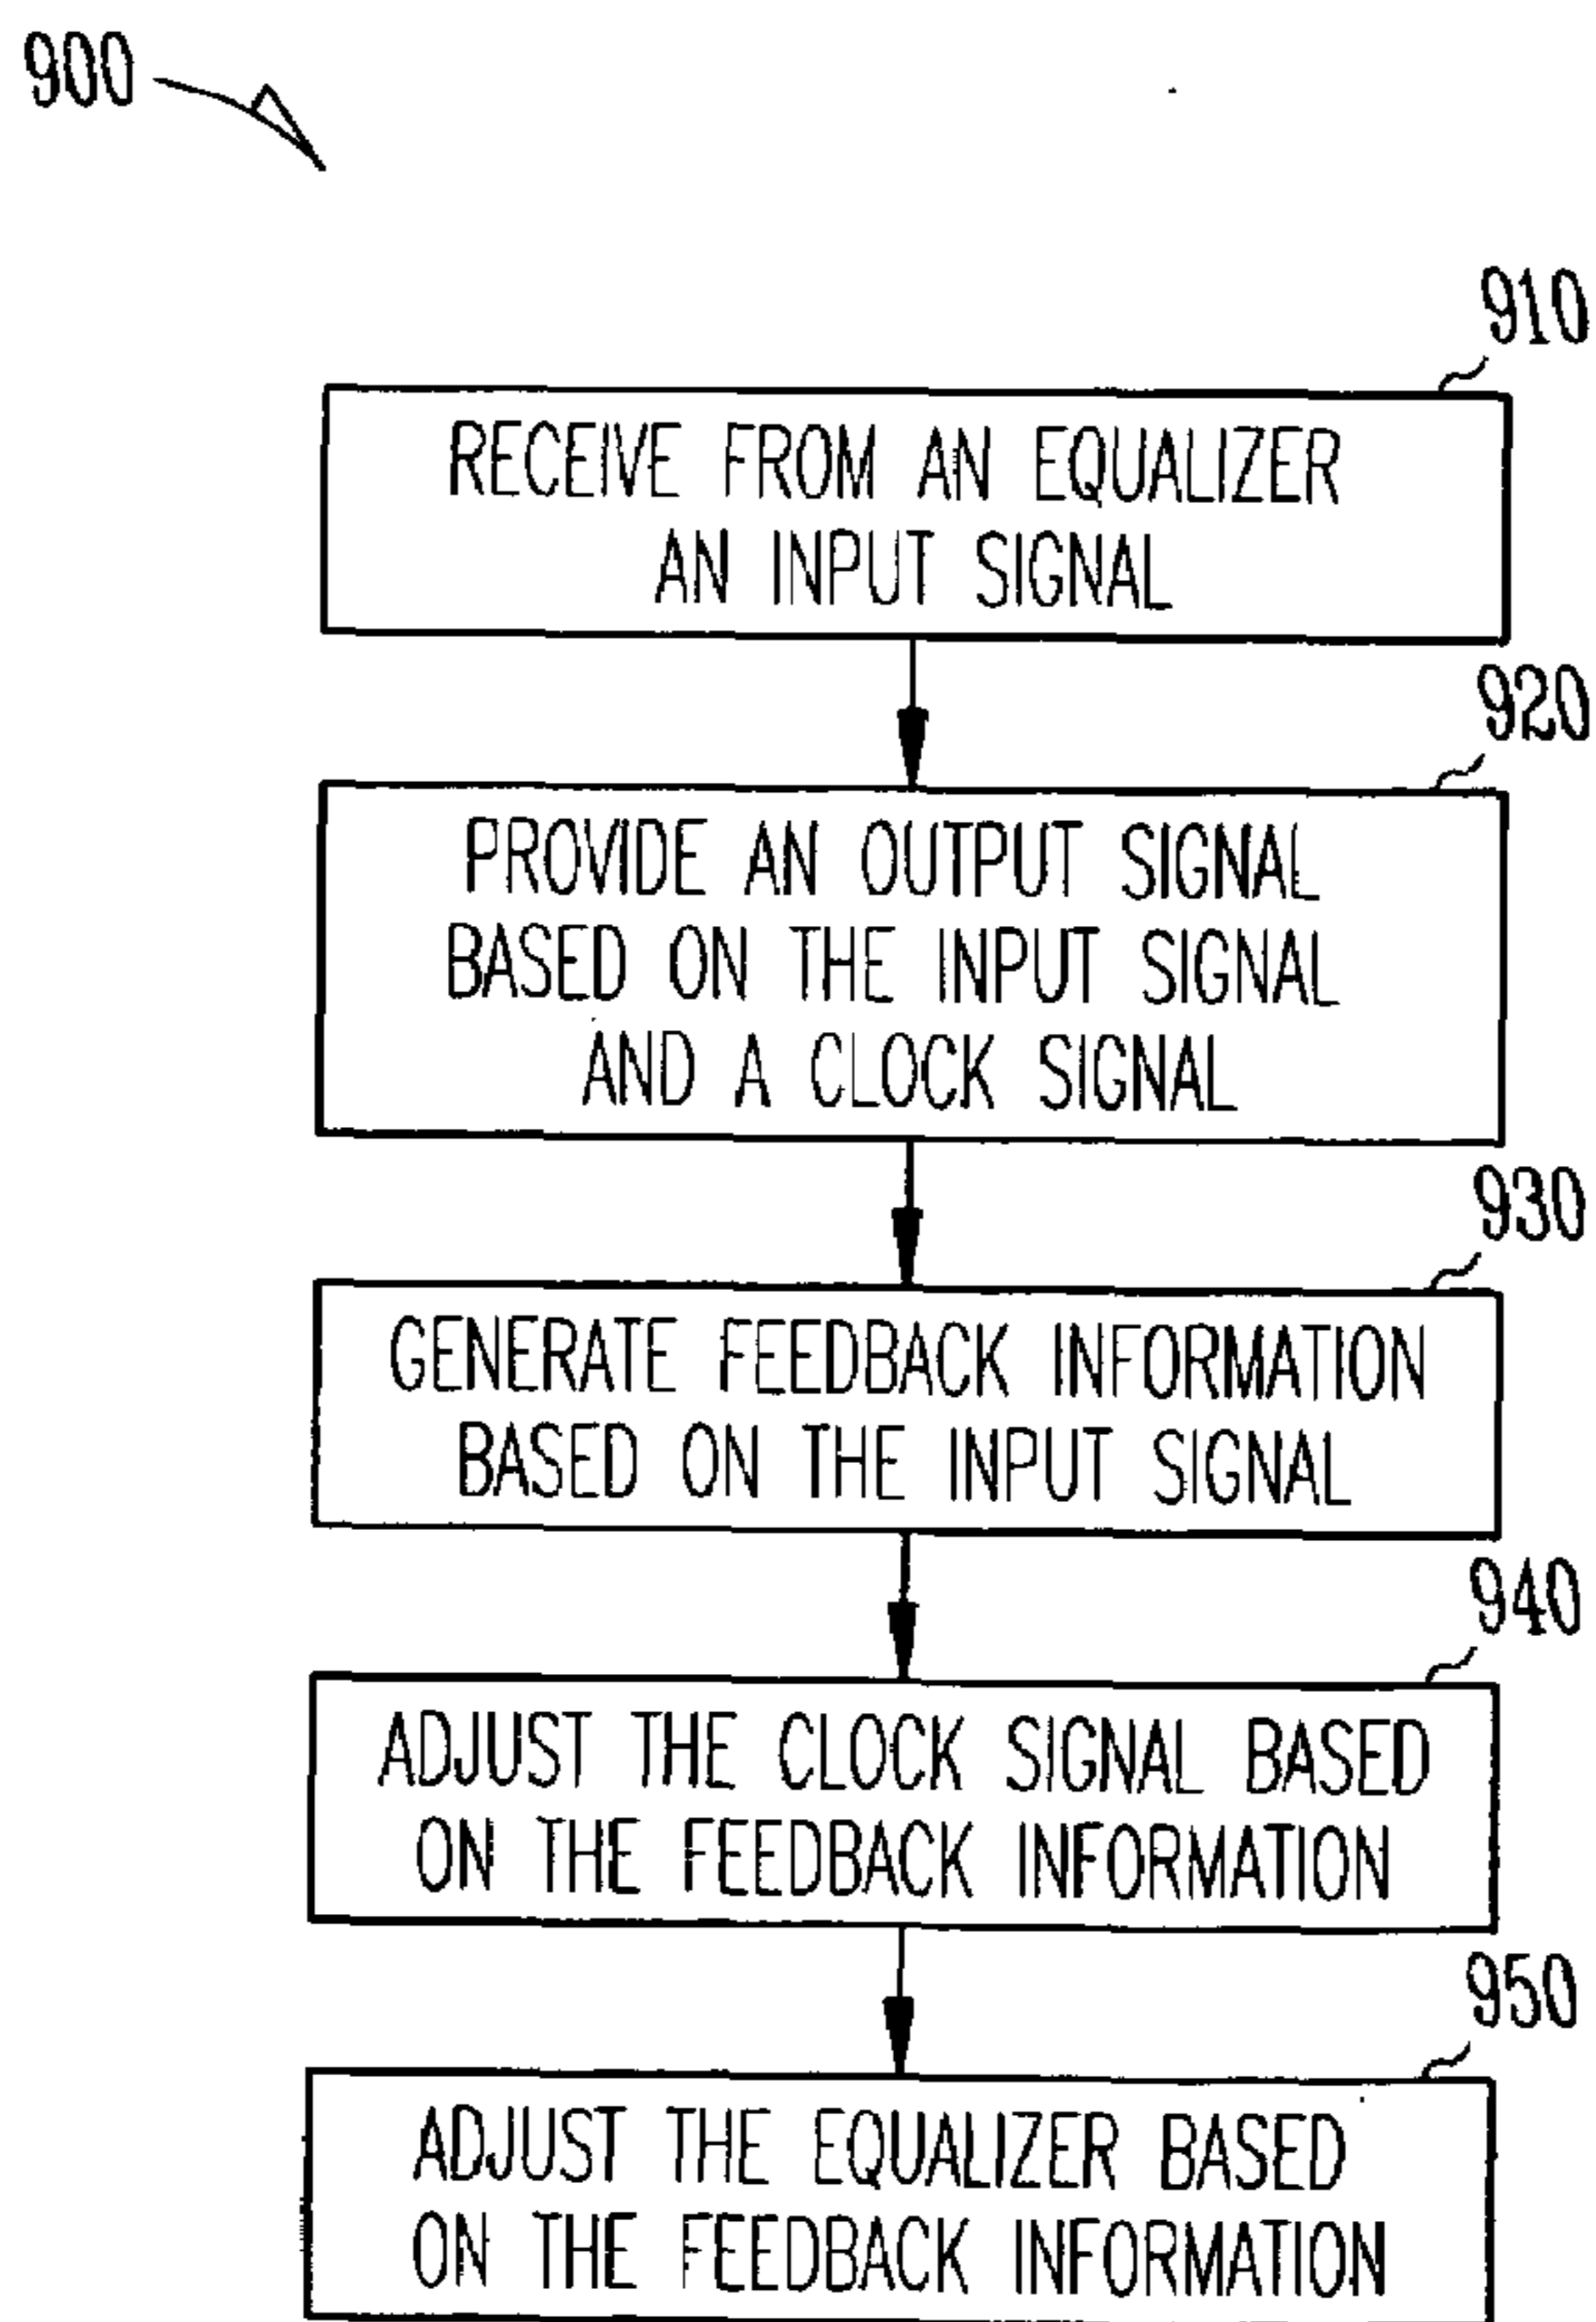 900
910
RECEIVE FROM AN EQUALIZER
AN INPUT SIGNAL
920
PROVIDE AN OUTPUT SIGNAL
BASED ON THE INPUT SIGNAL
AND A CLOCK SIGNAL
930
GENERATE FEEDBACK INFORMATION
BASED ON THE INPUT SIGNAL
940
ADJUST THE CLOCK SIGNAL BASED
ON THE FEEDBACK INFORMATION
950
ADJUST THE EQUALIZER BASED
ON THE FEEDBACK INFORMATION